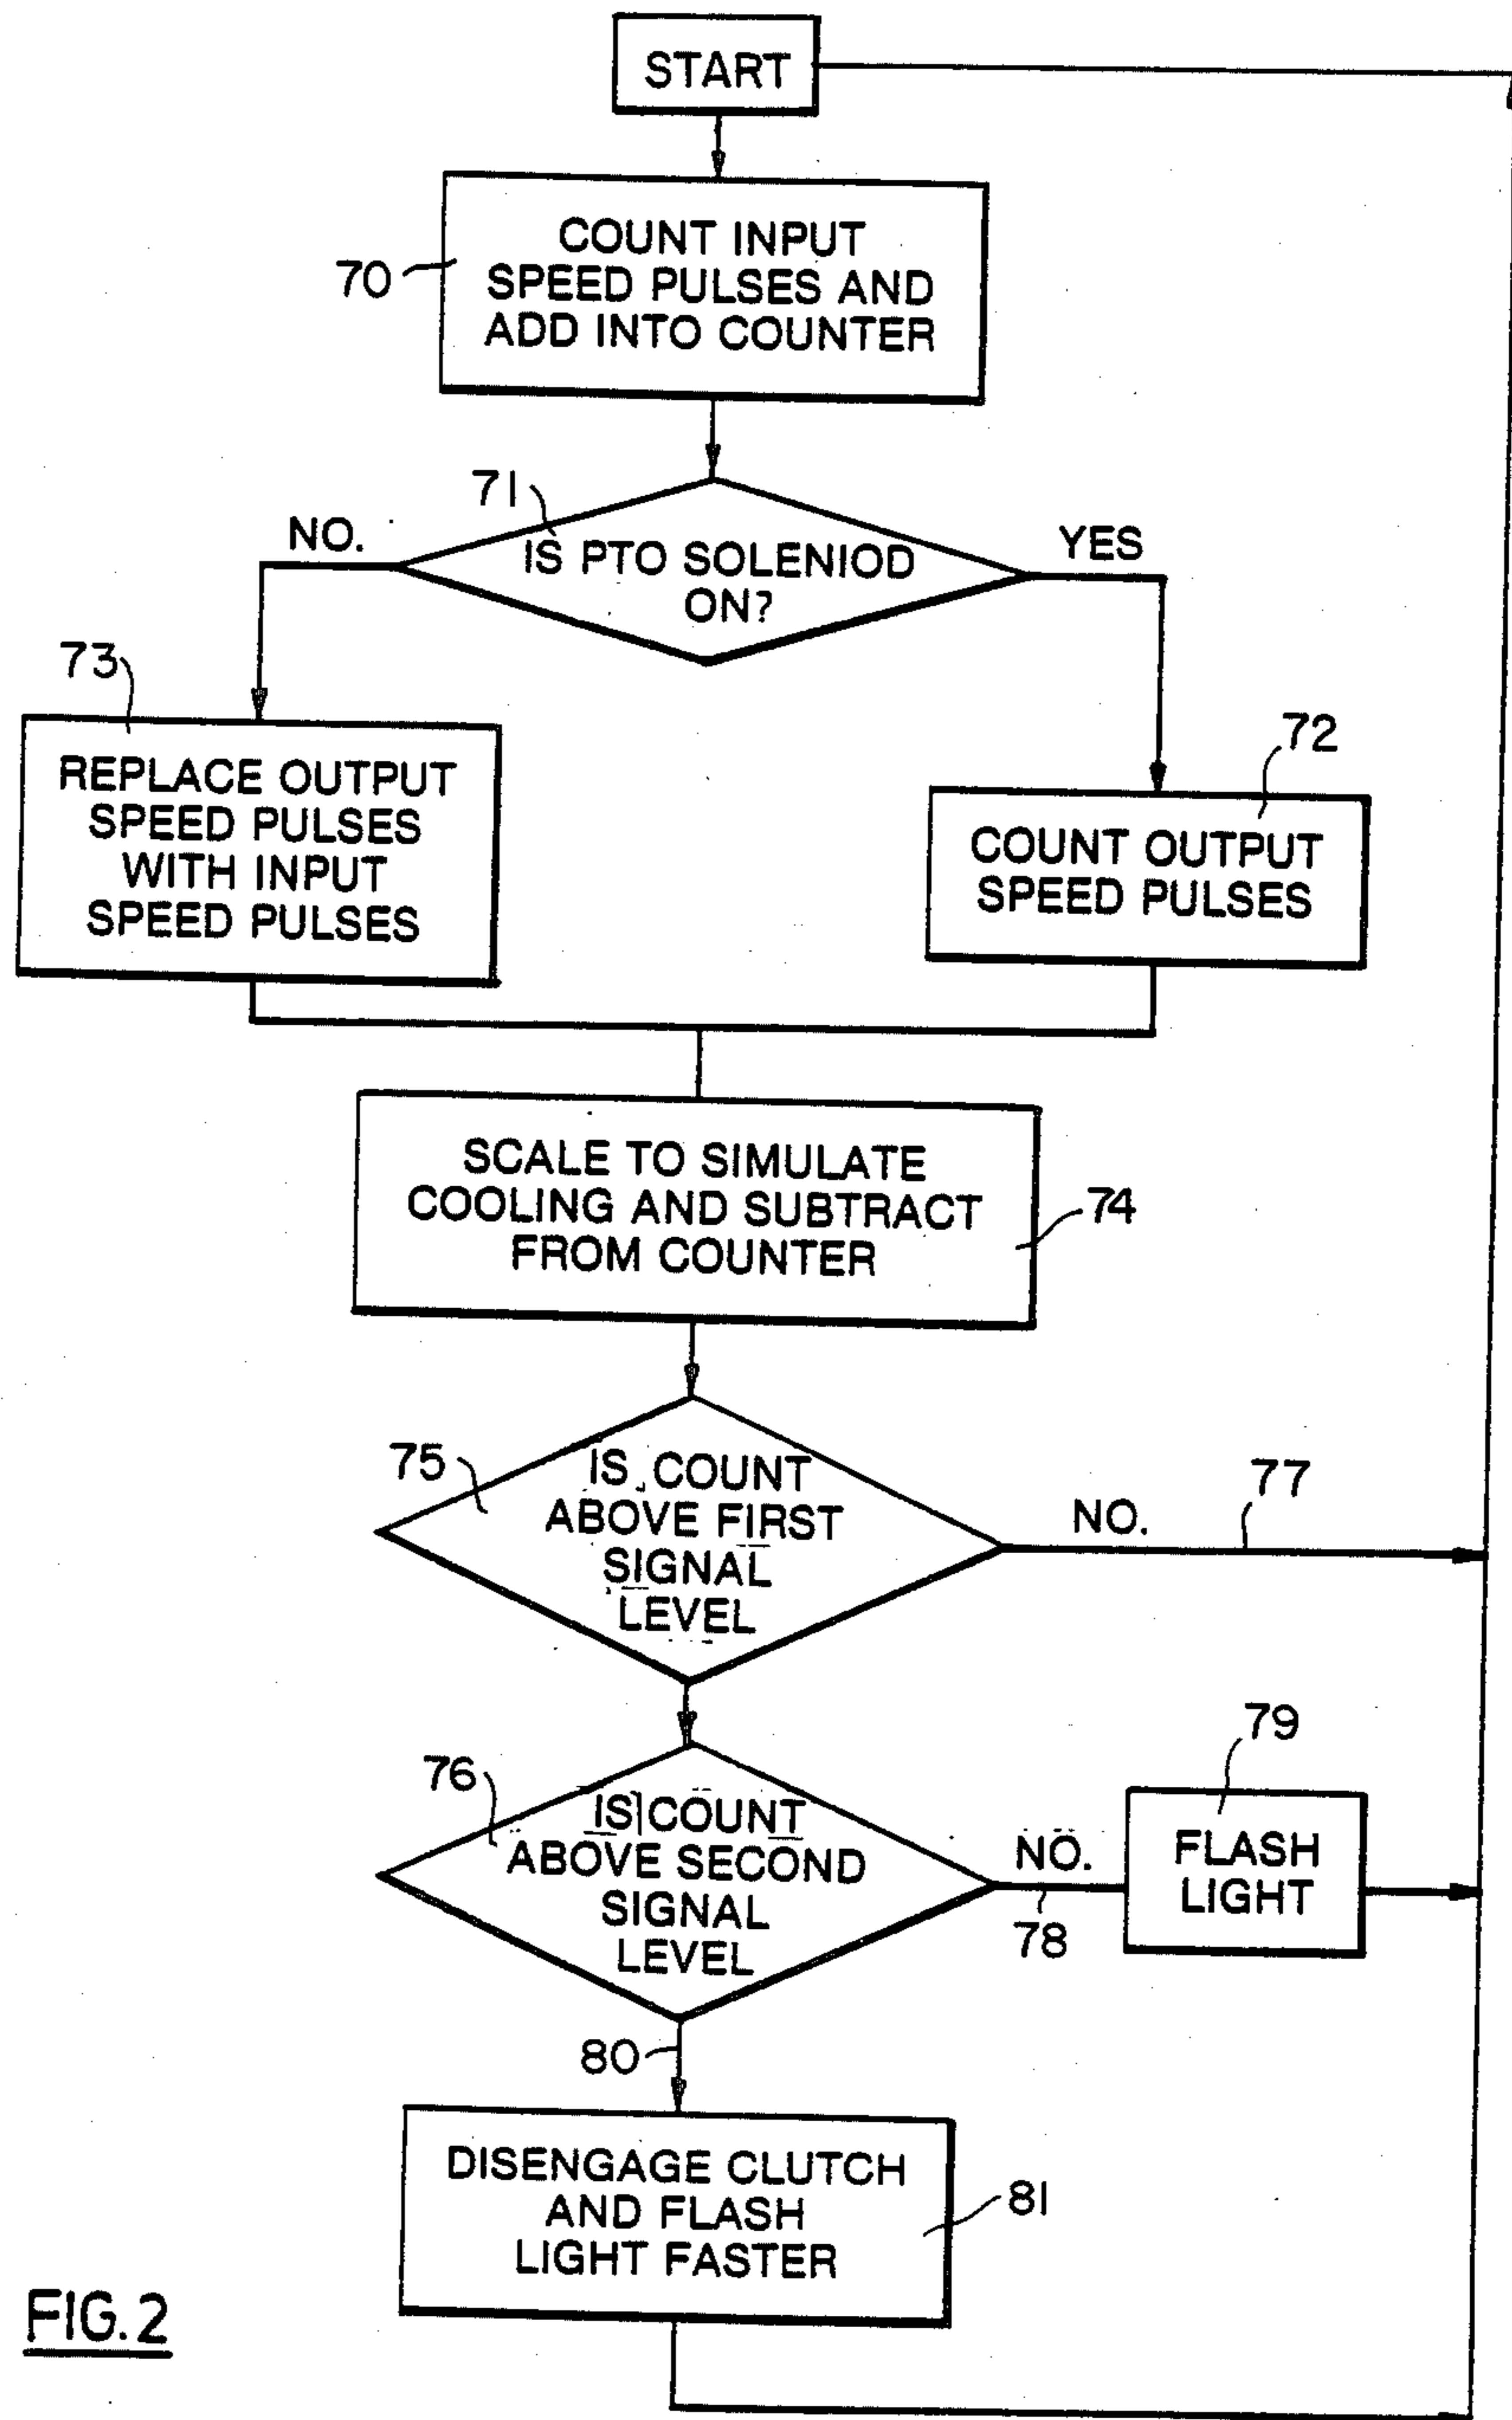 START
COUNT INPUT
SPEED PULSES AND
ADD INTO COUNTER
70
71
NO.
IS PTO SOLENIOD
ON?
YES
73
REPLACE OUTPUT
SPEED PULSES
WITH INPUT
SPEED PULSES
72
COUNT OUTPUT
SPEED PULSES
SCALE TO SIMULATE
COOLING AND SUBTRACT
FROM COUNTER
74
75
IS COUNT
ABOVE FIRST
SIGNAL
LEVEL
NO.
77
76
IS COUNT
ABOVE SECOND
SIGNAL
LEVEL
NO.
78
79
FLASH
LIGHT
80
DISENGAGE CLUTCH
AND FLASH
LIGHT FASTER
81
FIG. 2